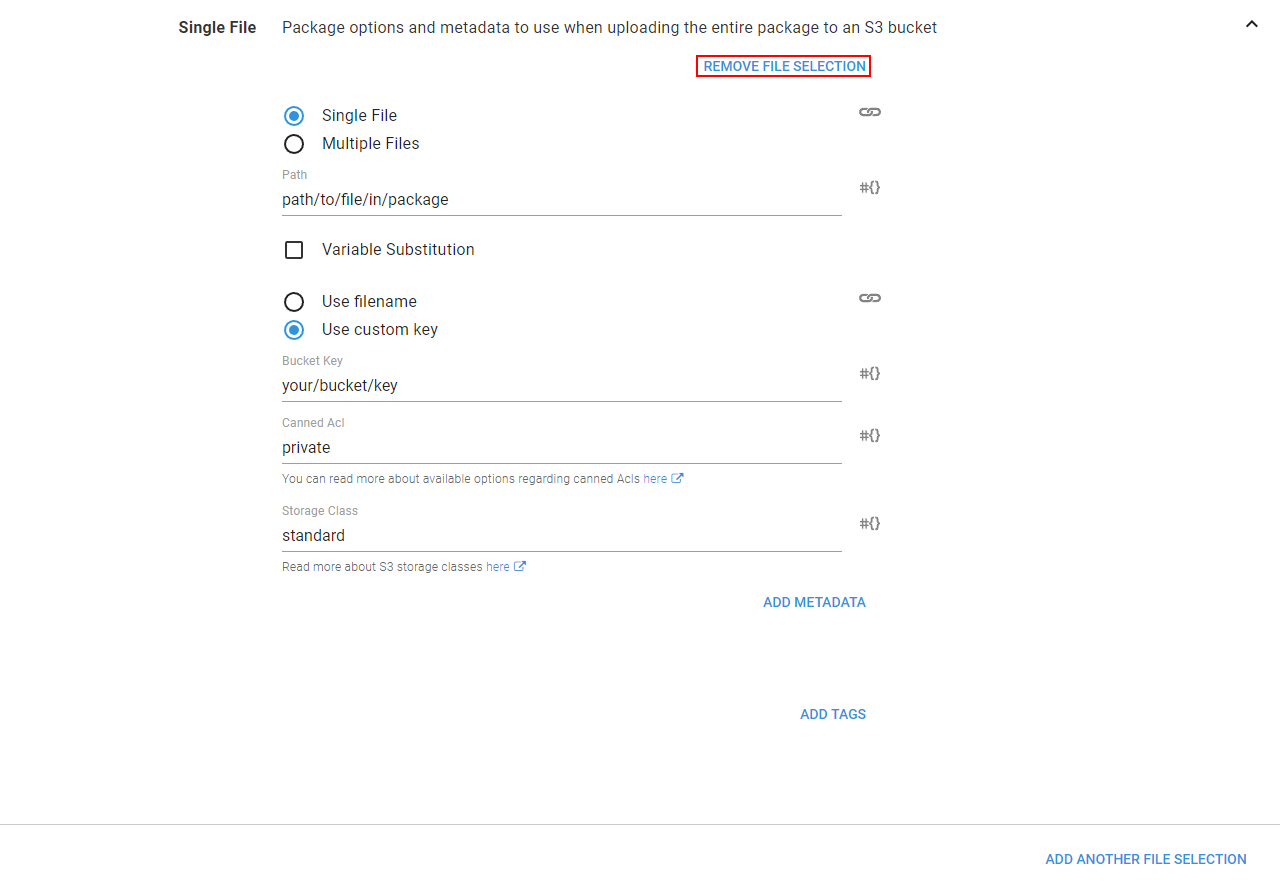 Single File Package options and metadata to use when uploading the entire package to an S3 bucket
REMOVE FILE SELECTION
Single File
Multiple Files
Path
path/to/file/in/package
#{}
Variable Substitution
Use filename
Use custom key
Bucket Key
your/bucket/key
#{}
Canned Acl
private
#{}
You can read more about available options regarding canned Acls here
Storage Class
standard
#{}
Read more about S3 storage classes here
ADD METADATA
ADD TAGS
ADD ANOTHER FILE SELECTION